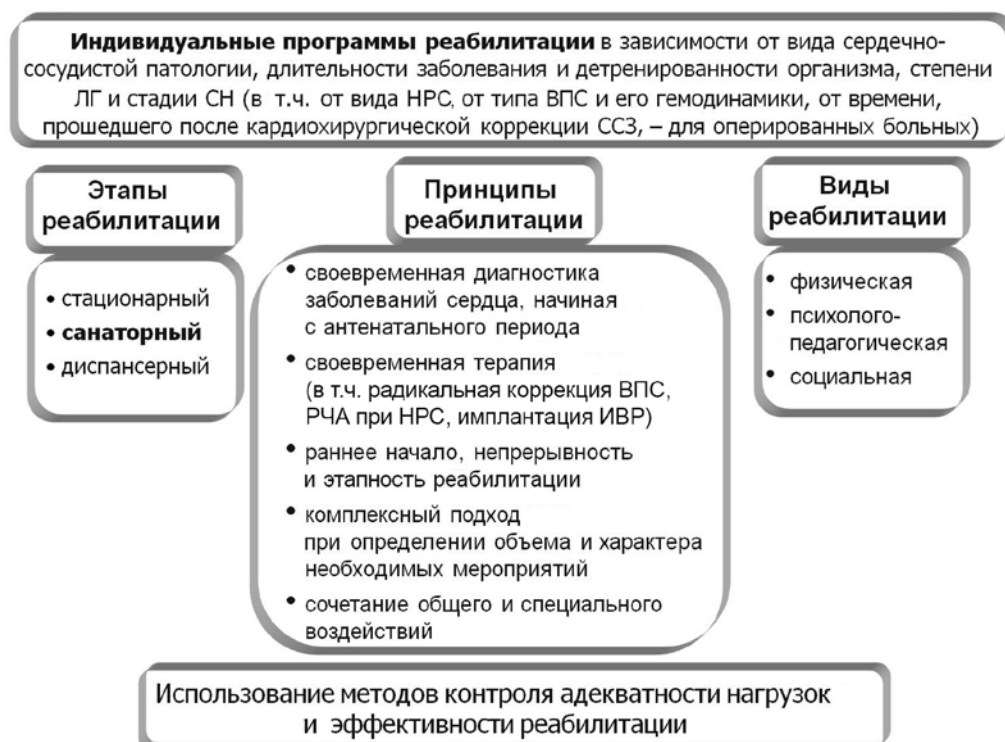 Индивидуальные программы реабилитации в зависимости от вида сердечно-
сосудистой патологии, длительности заболевания и детренированности организма, степени
ЛГ и стадии СН (в т.ч. от вида НРС, от типа ВПС и его гемодинамики, от времени,
прошедшего после кардиохирургической коррекции ССЗ, – для оперированных больных)
Этапы
реабилитации
• стационарный
• санаторный
• диспансерный
Принципы
реабилитации
• своевременная диагностика
заболеваний сердца, начиная
с антенатального периода
• своевременная терапия
(в т.ч. радикальная коррекция ВПС,
РЧА при НРС, имплантация ИВР)
• раннее начало, непрерывность
и этапность реабилитации
• комплексный подход
при определении объема и характера
необходимых мероприятий
• сочетание общего и специального
воздействий
Виды
реабилитации
• физическая
• психолого-
педагогическая
• социальная
Использование методов контроля адекватности нагрузок
и эффективности реабилитации